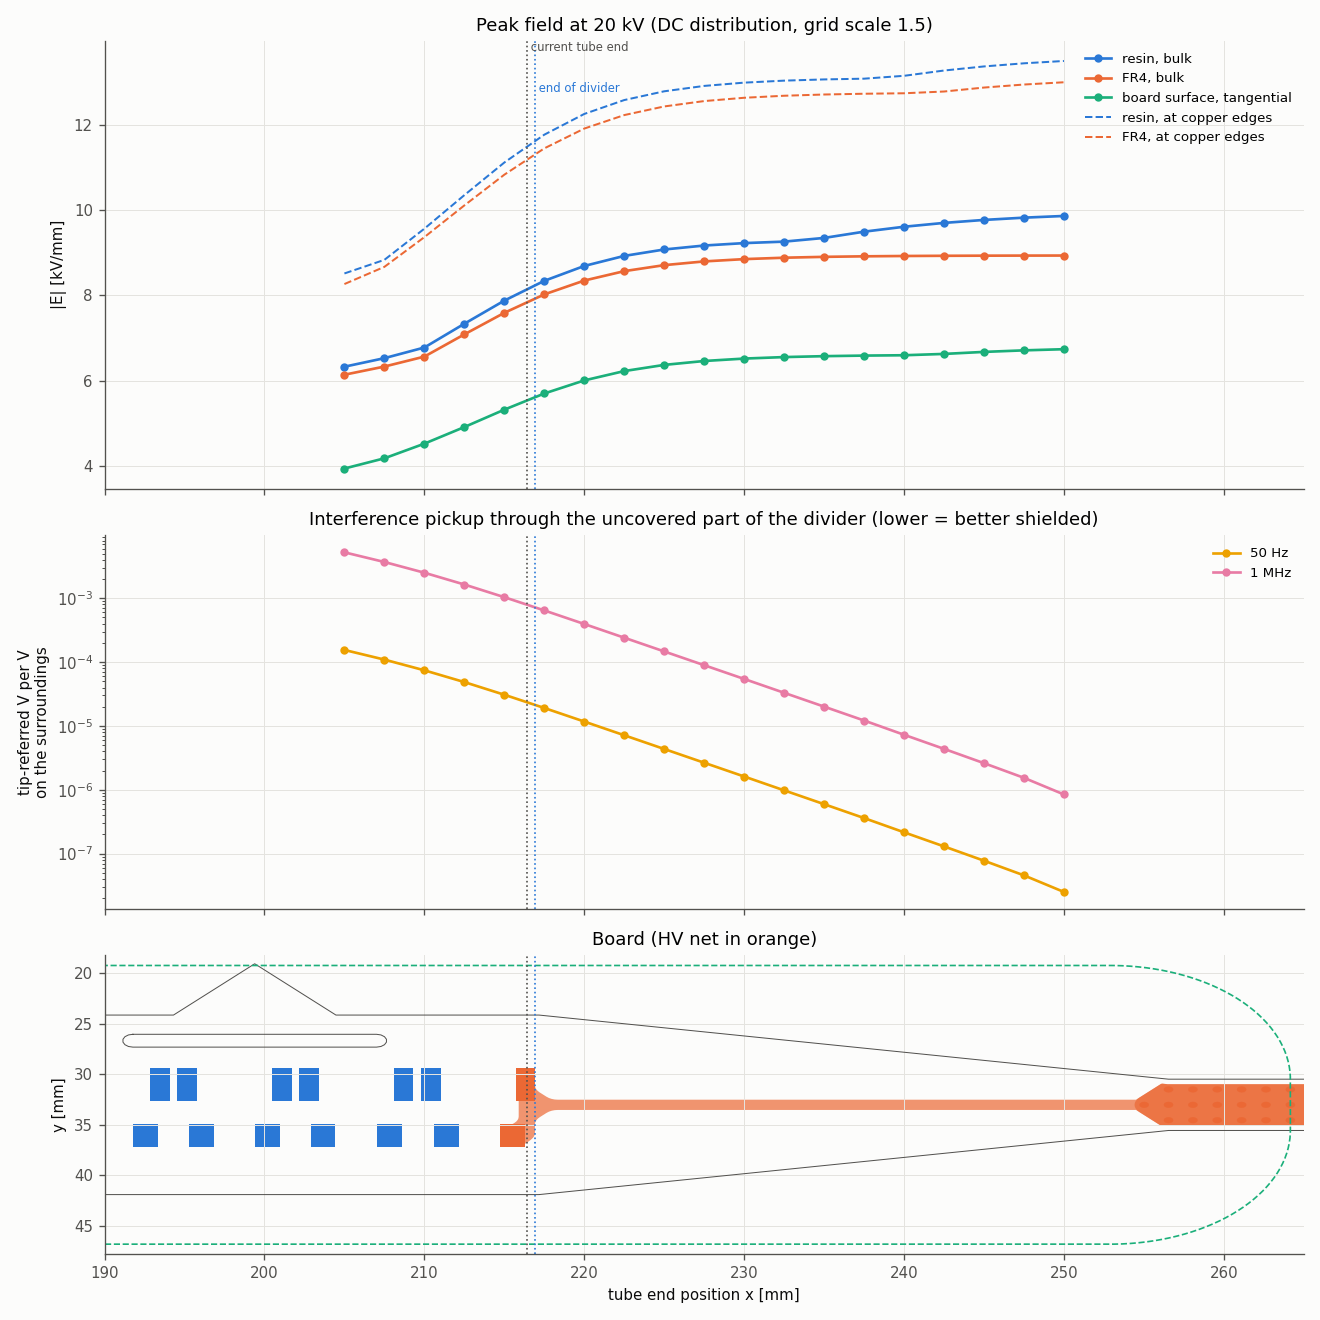 Peak field at 20 kV (DC distribution, grid scale 1.5)
current tube end
end of divider
resin, bulk
FR4, bulk
board surface, tangential
resin, at copper edges
FR4, at copper edges
|E| [kV/mm]
12
10
8
6
4
Interference pickup through the uncovered part of the divider (lower = better shielded)
50 Hz
1 MHz
tip-referred V per V
on the surroundings
10⁻³
10⁻⁴
10⁻⁵
10⁻⁶
10⁻⁷
Board (HV net in orange)
y [mm]
20
25
30
35
40
45
190 200 210 220 230 240 250 260
tube end position x [mm]